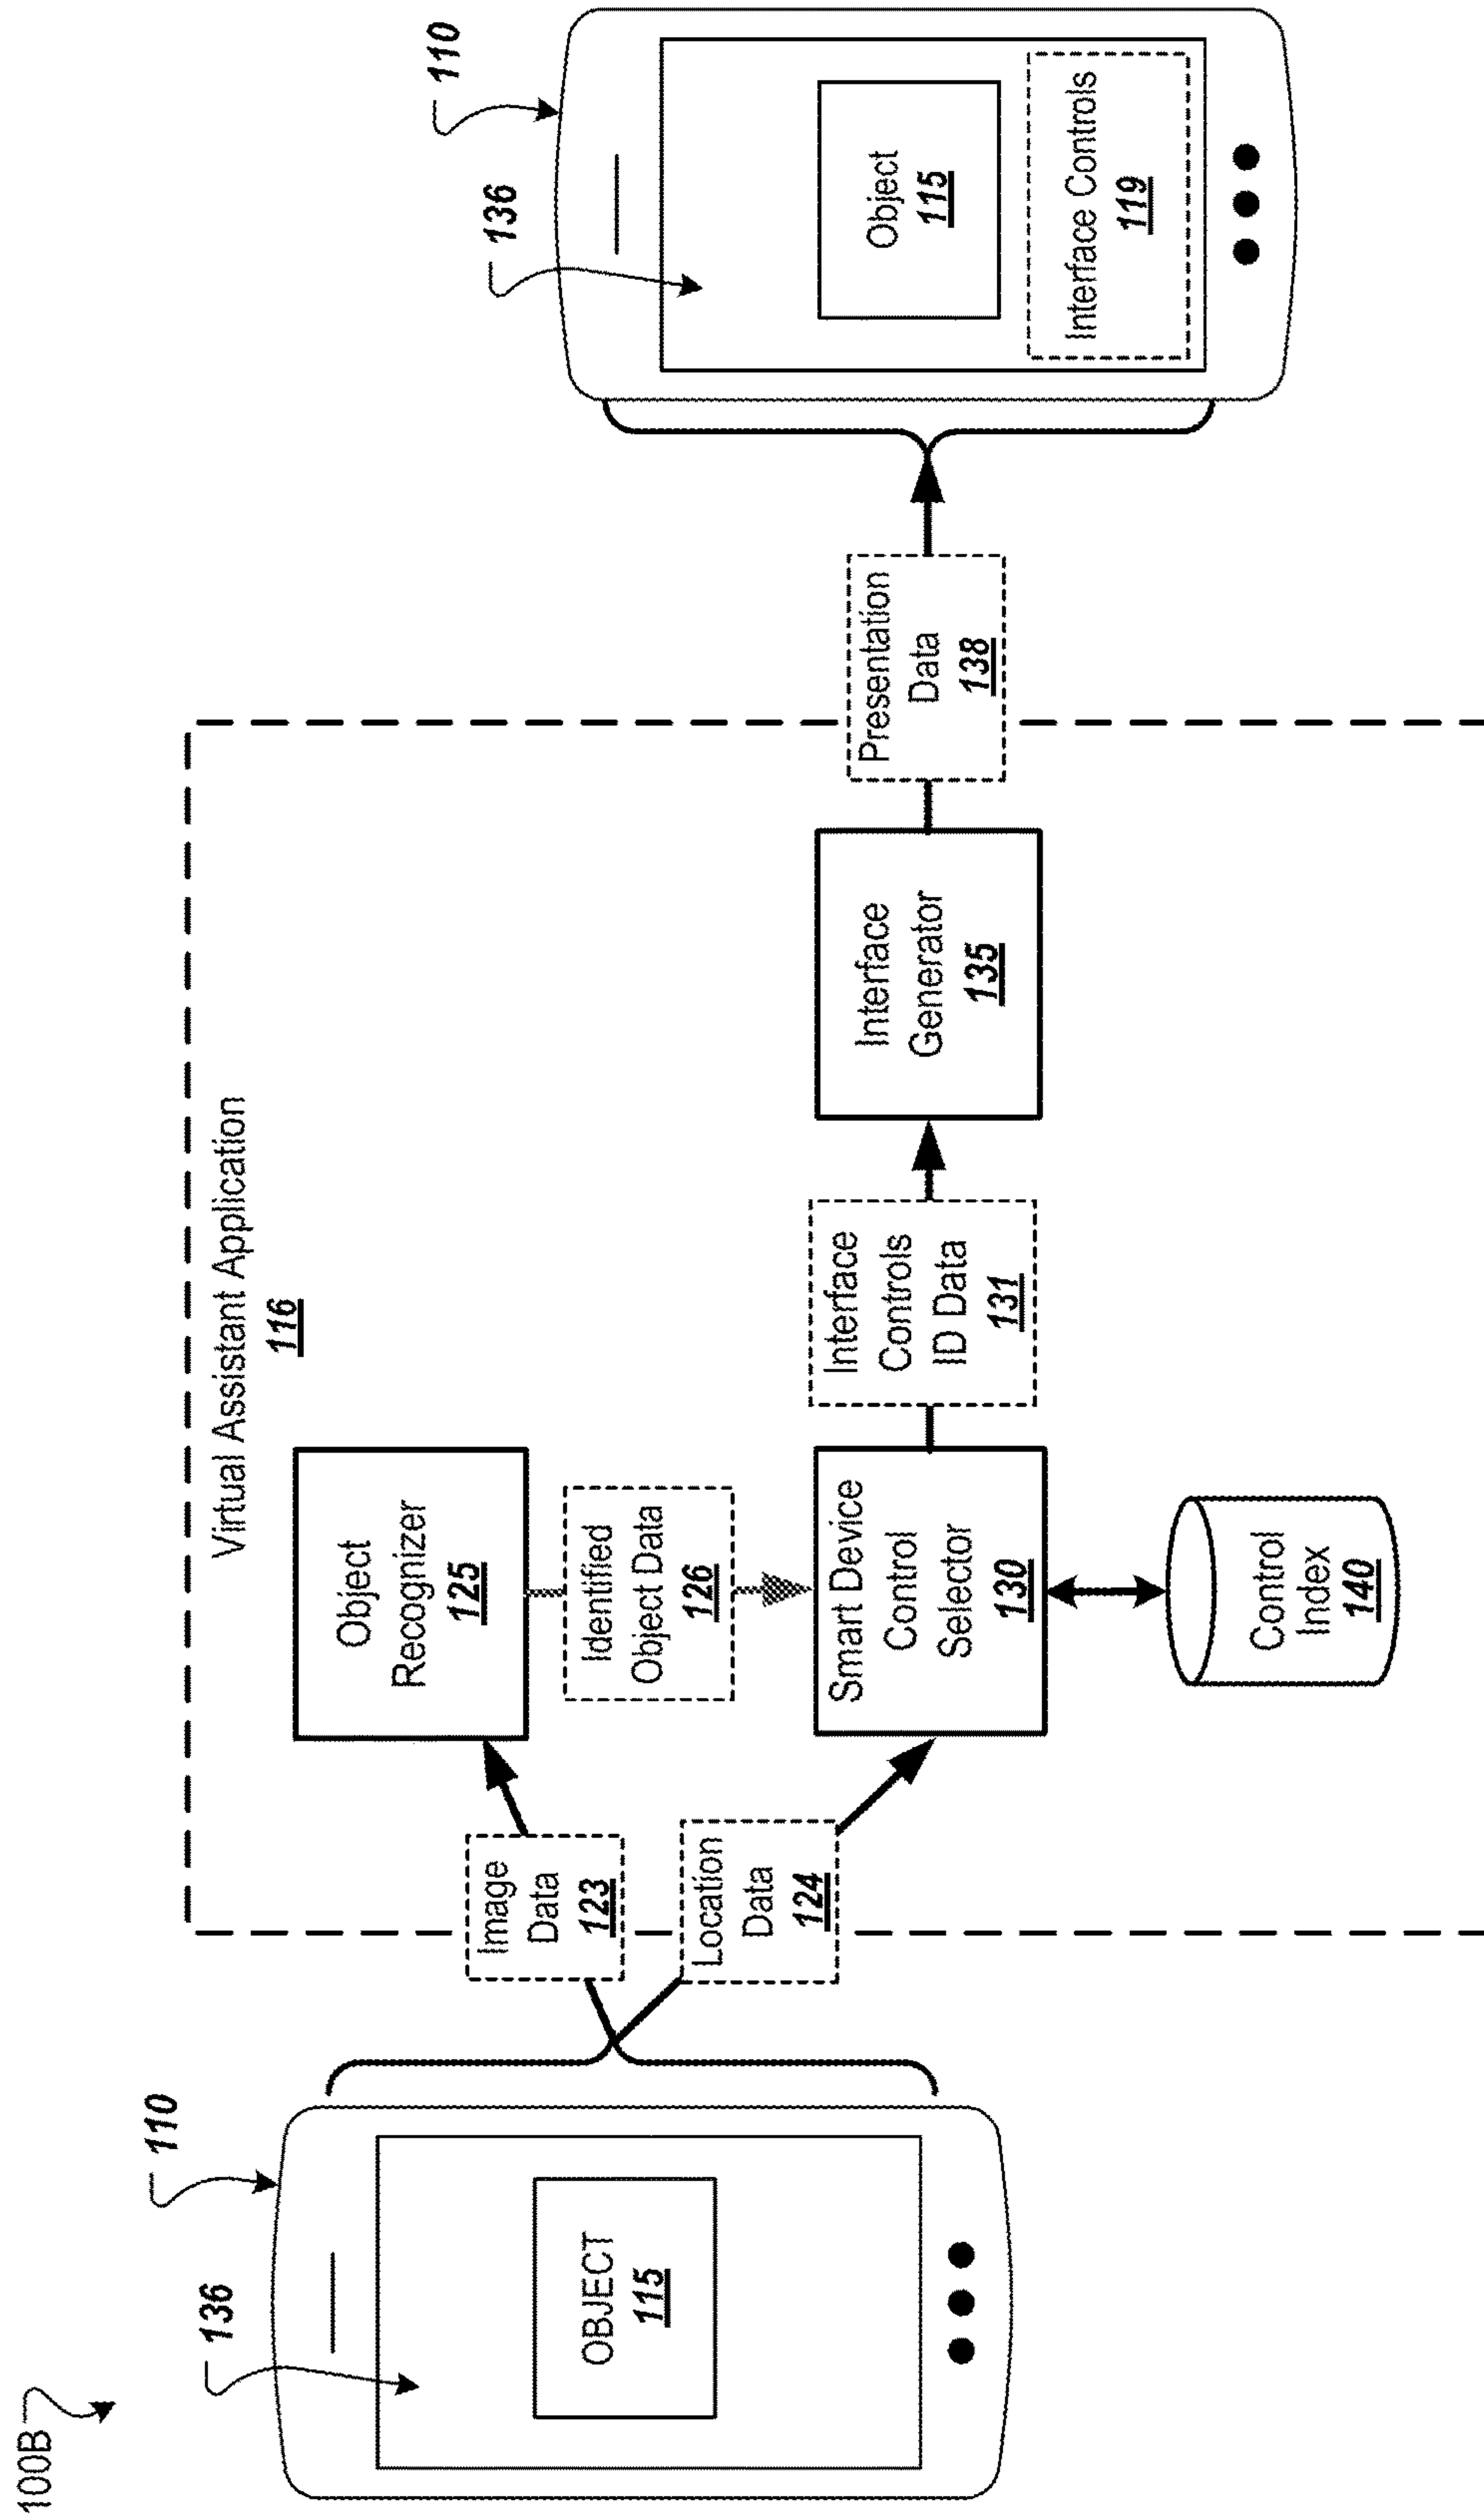 100B
136
110
OBJECT
115
Image
Data
123
Location
Data
124
Virtual Assistant Application
116
Object
Recognizer
125
Identified
Object Data
126
Smart Device
Control
Selector
130
Control
Index
140
Interface
Controls
ID Data
131
Interface
Generator
135
Presentation
Data
138
136
110
Object
115
Interface Controls
119